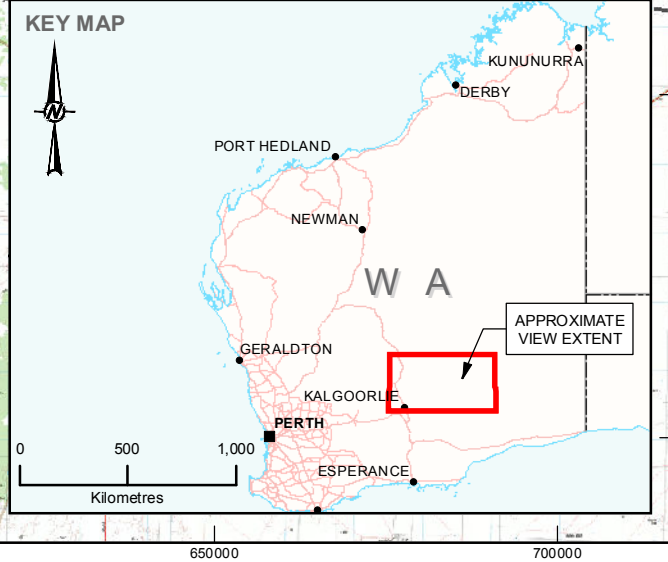 KEY MAP
N
KUNUNURRA
DERBY
PORT HEDLAND
NEWMAN
W A
APPROXIMATE
VIEW EXTENT
GERALDTON
KALGOORLIE
PERTH
0 500 1,000
Kilometres
ESPERANCE
650000 700000